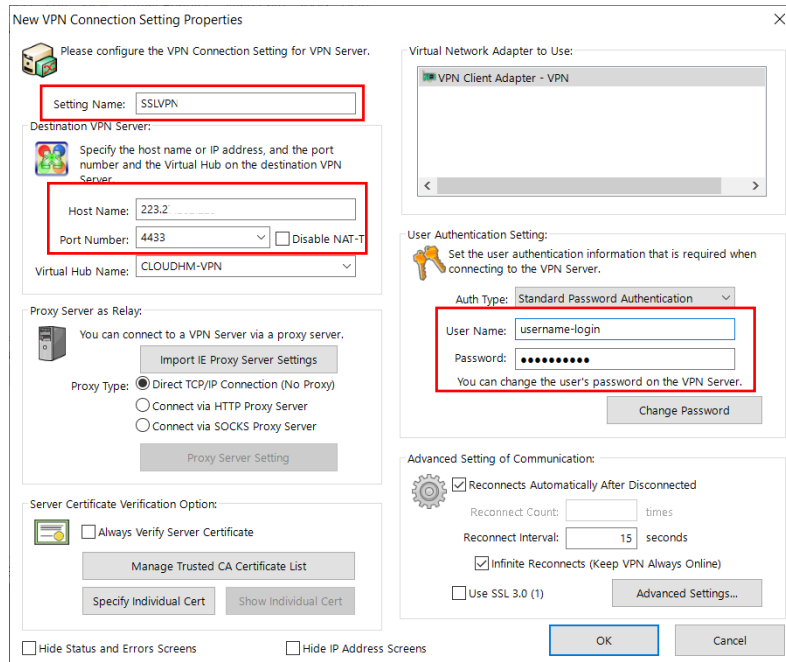 New VPN Connection Setting Properties
Please configure the VPN Connection Setting for VPN Server.
Setting Name: SSLVPN
Destination VPN Server:
Specify the host name or IP address, and the port
number and the Virtual Hub on the destination VPN
Server.
Host Name: 223.2
Port Number: 4433
Disable NAT-T
Virtual Hub Name: CLOUDHM-VPN
Proxy Server as Relay:
You can connect to a VPN Server via a proxy server.
Import IE Proxy Server Settings
Proxy Type: Direct TCP/IP Connection (No Proxy)
Connect via HTTP Proxy Server
Connect via SOCKS Proxy Server
Proxy Server Setting
Server Certificate Verification Option:
Always Verify Server Certificate
Manage Trusted CA Certificate List
Specify Individual Cert
Show Individual Cert
Hide Status and Errors Screens
Hide IP Address Screens
Virtual Network Adapter to Use:
VPN Client Adapter - VPN
User Authentication Setting:
Set the user authentication information that is required when
connecting to the VPN Server.
Auth Type: Standard Password Authentication
User Name: username-login
Password: ●●●●●●●●●●
You can change the user's password on the VPN Server.
Change Password
Advanced Setting of Communication:
Reconnects Automatically After Disconnected
Reconnect Count: times
Reconnect Interval: 15 seconds
Infinite Reconnects (Keep VPN Always Online)
Use SSL 3.0 (1)
Advanced Settings...
OK
Cancel